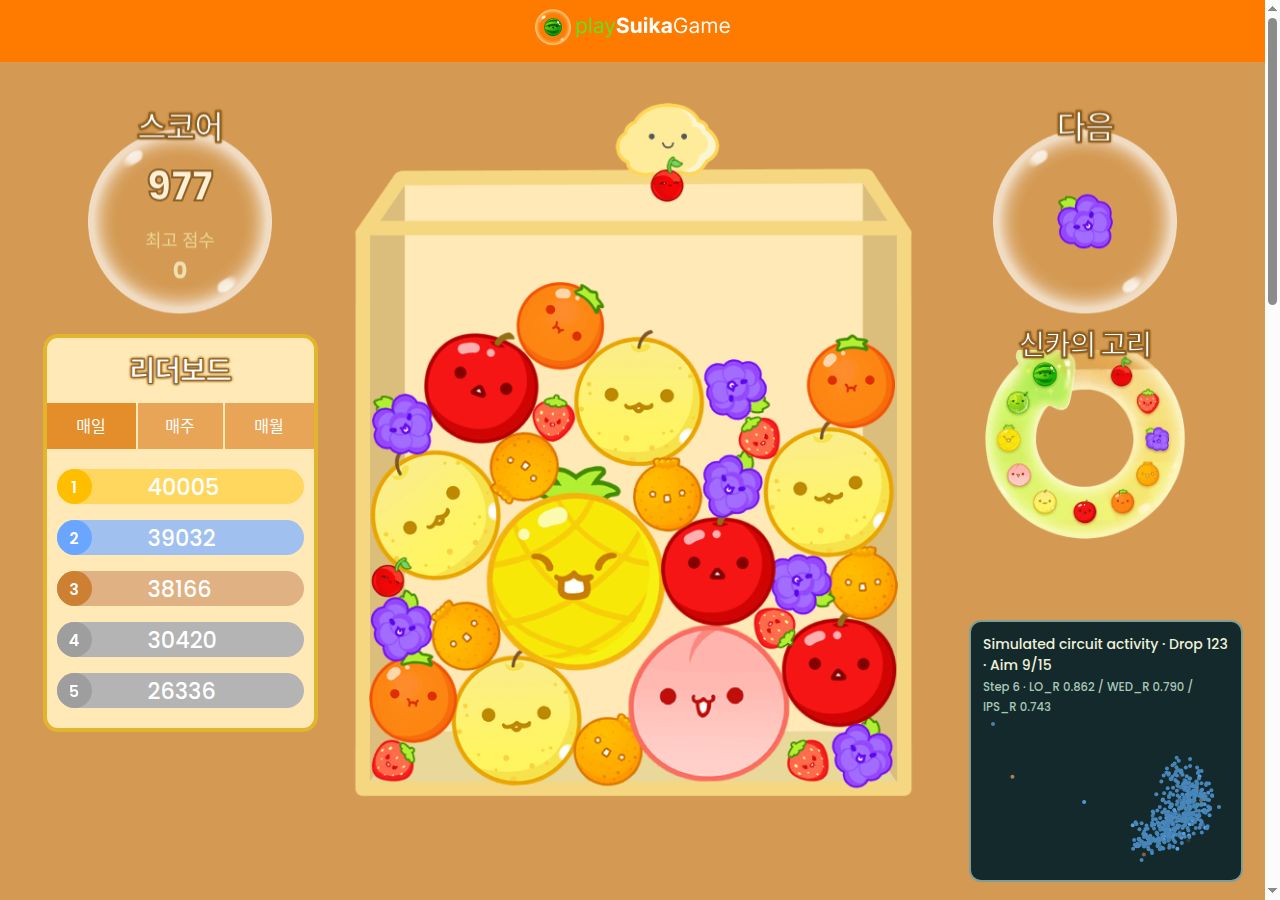 playSuikaGame
스코어
977
최고 점수
0
다음
리더보드
매일 매주 매월
1 40005
2 39032
3 38166
4 30420
5 26336
신카의 고리
Simulated circuit activity · Drop 123
· Aim 9/15
Step 6 · LO_R 0.862 / WED_R 0.790 /
IPS_R 0.743